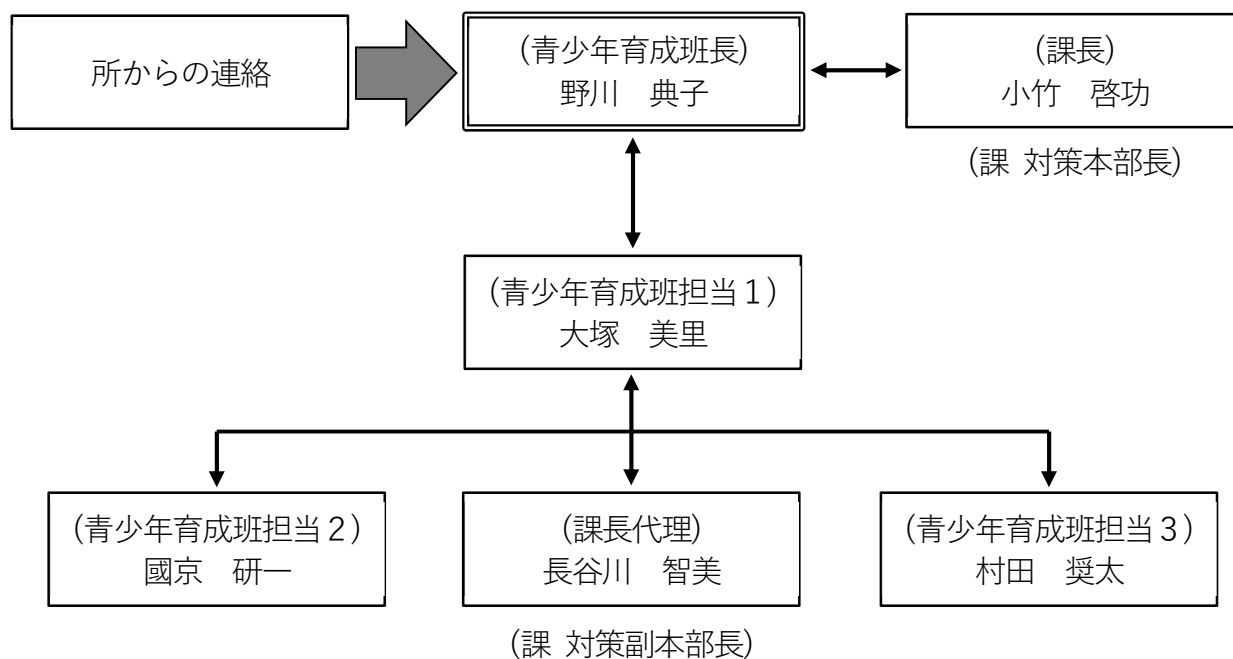 所からの連絡
(青少年育成班長)
野川　典子
(課長)
小竹　啓功
(課 対策本部長)
(青少年育成班担当１)
大塚　美里
(青少年育成班担当２)
國京　研一
(課長代理)
長谷川　智美
(青少年育成班担当３)
村田　奨太
(課 対策副本部長)